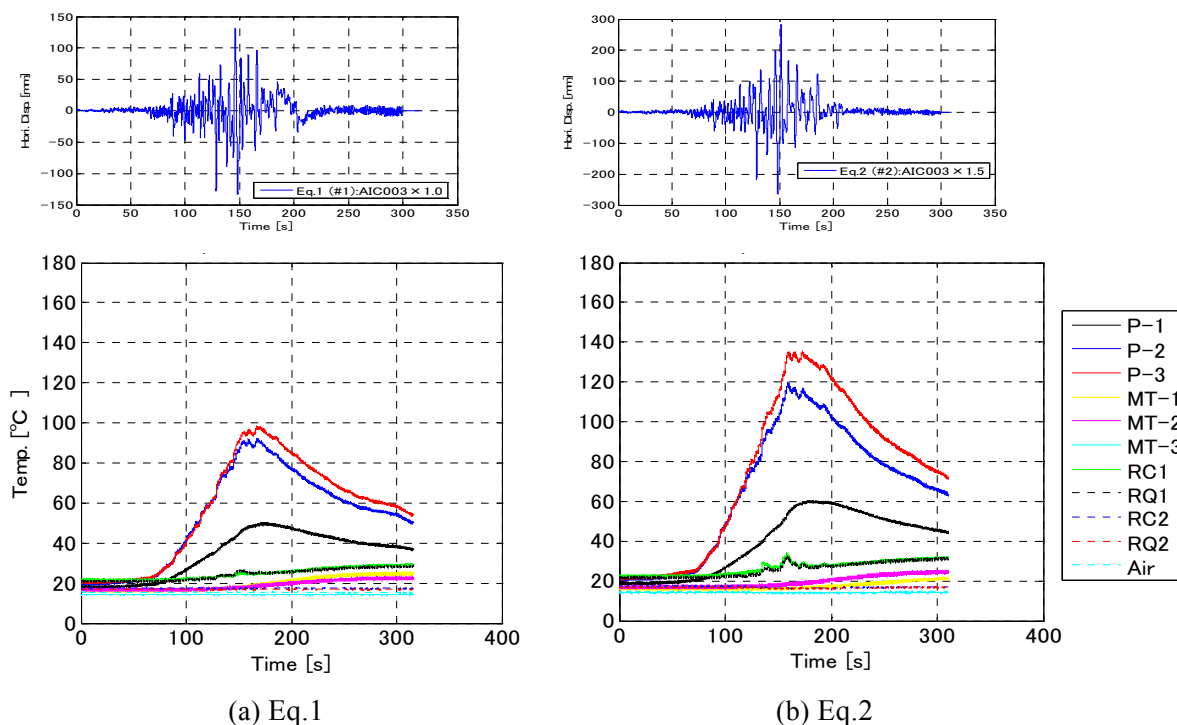 150
100
50
0
-50
-100
-150
Hori. Disp. [mm]
Eq.1 (#1):AIC003 × 1.0
0 50 100 150 200 250 300 350
Time [s]
300
200
100
0
-100
-200
-300
Hori. Disp. [mm]
Eq.2 (#2):AIC003 × 1.5
0 50 100 150 200 250 300 350
Time [s]
180
160
140
120
100
80
60
40
20
0
Temp. [°C ]
0 100 200 300 400
Time [s]
(a) Eq.1
180
160
140
120
100
80
60
40
20
0
0 100 200 300 400
Time [s]
(b) Eq.2
P-1
P-2
P-3
MT-1
MT-2
MT-3
RC1
RQ1
RC2
RQ2
Air